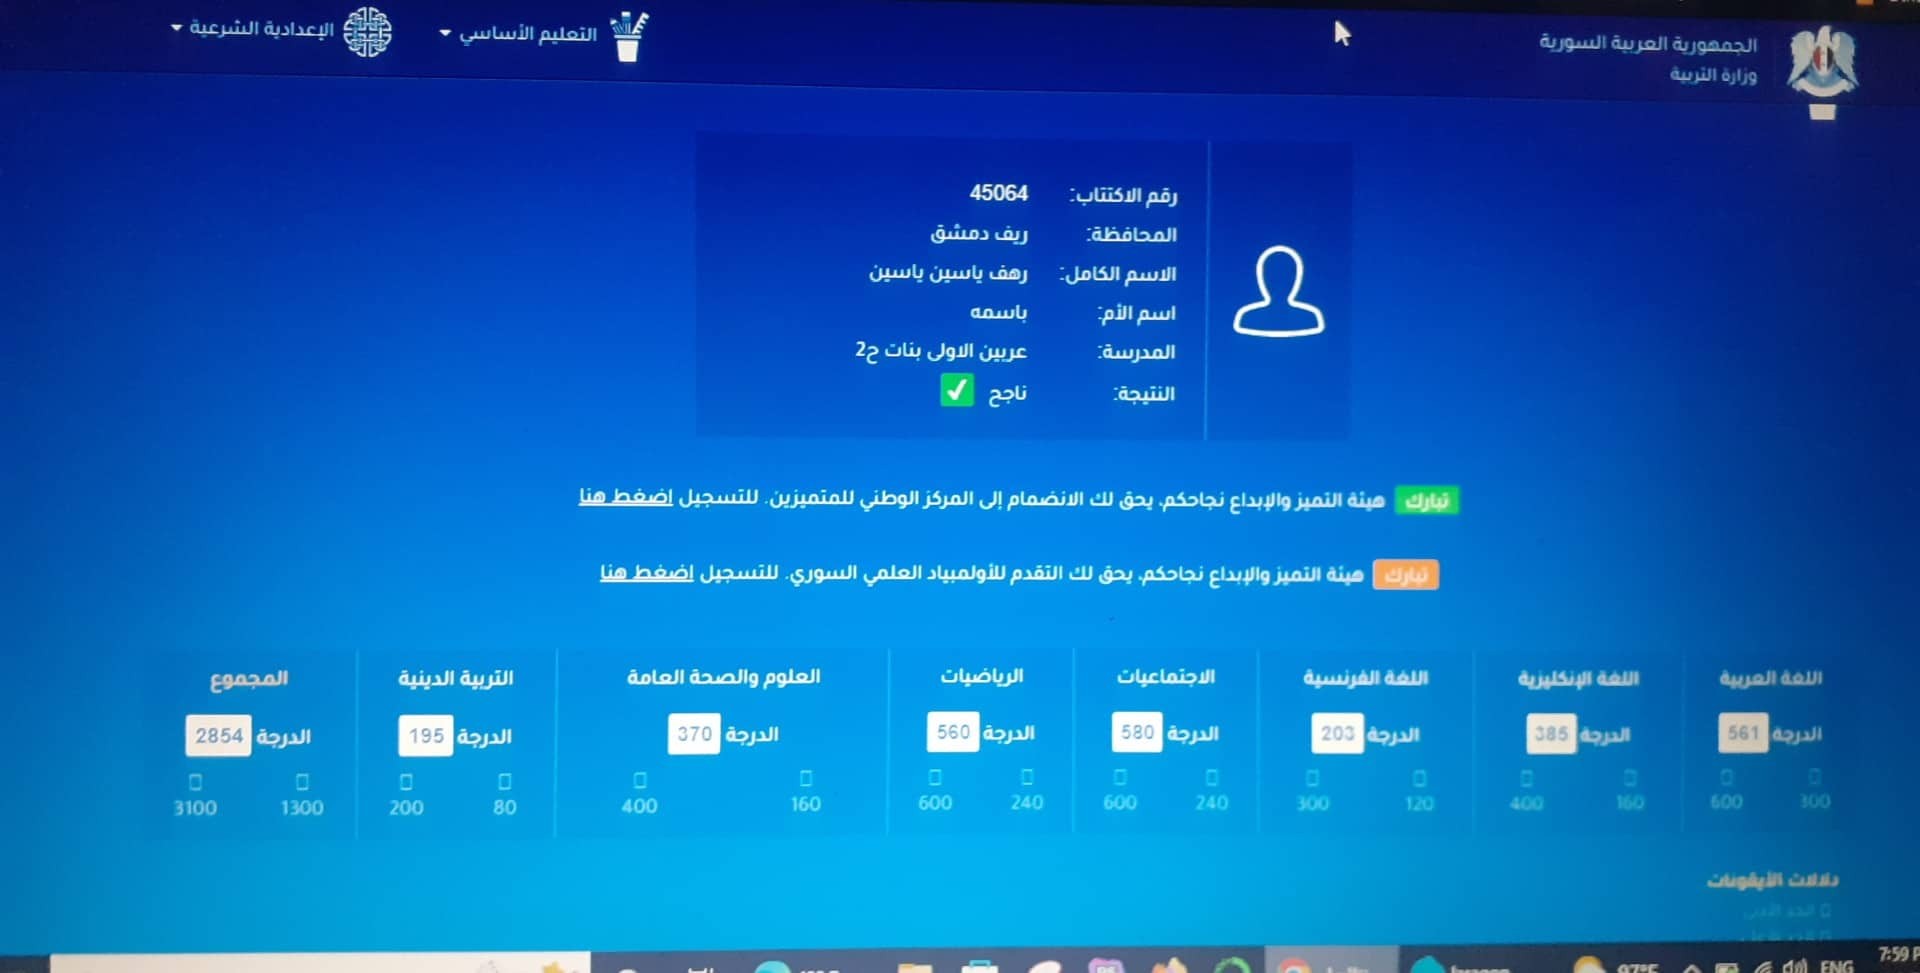 الجمهورية العربية السورية
وزارة التربية
التعليم الأساسي
الإعدادية الشرعية
رقم الاكتتاب: 45064
المحافظة: ريف دمشق
الاسم الكامل: رهف ياسين ياسين
اسم الأم: باسمه
المدرسة: عربين الاولى بنات ح2
النتيجة: ناجح
تبارك هيئة التميز والإبداع نجاحكم، يحق لك الانضمام إلى المركز الوطني للمتميزين. للتسجيل اضغط هنا
تبارك هيئة التميز والإبداع نجاحكم، يحق لك التقدم للأولمبياد العلمي السوري. للتسجيل اضغط هنا
اللغة العربية اللغة الإنكليزية اللغة الفرنسية الاجتماعيات الرياضيات العلوم والصحة العامة التربية الدينية المجموع
الدرجة 561 الدرجة 385 الدرجة 203 الدرجة 580 الدرجة 560 الدرجة 370 الدرجة 195 الدرجة 2854
300 600 160 400 120 300 240 600 240 600 160 400 80 200 1300 3100
دلالات الأيقونات
الحد الأدنى
97°F ENG 7:59